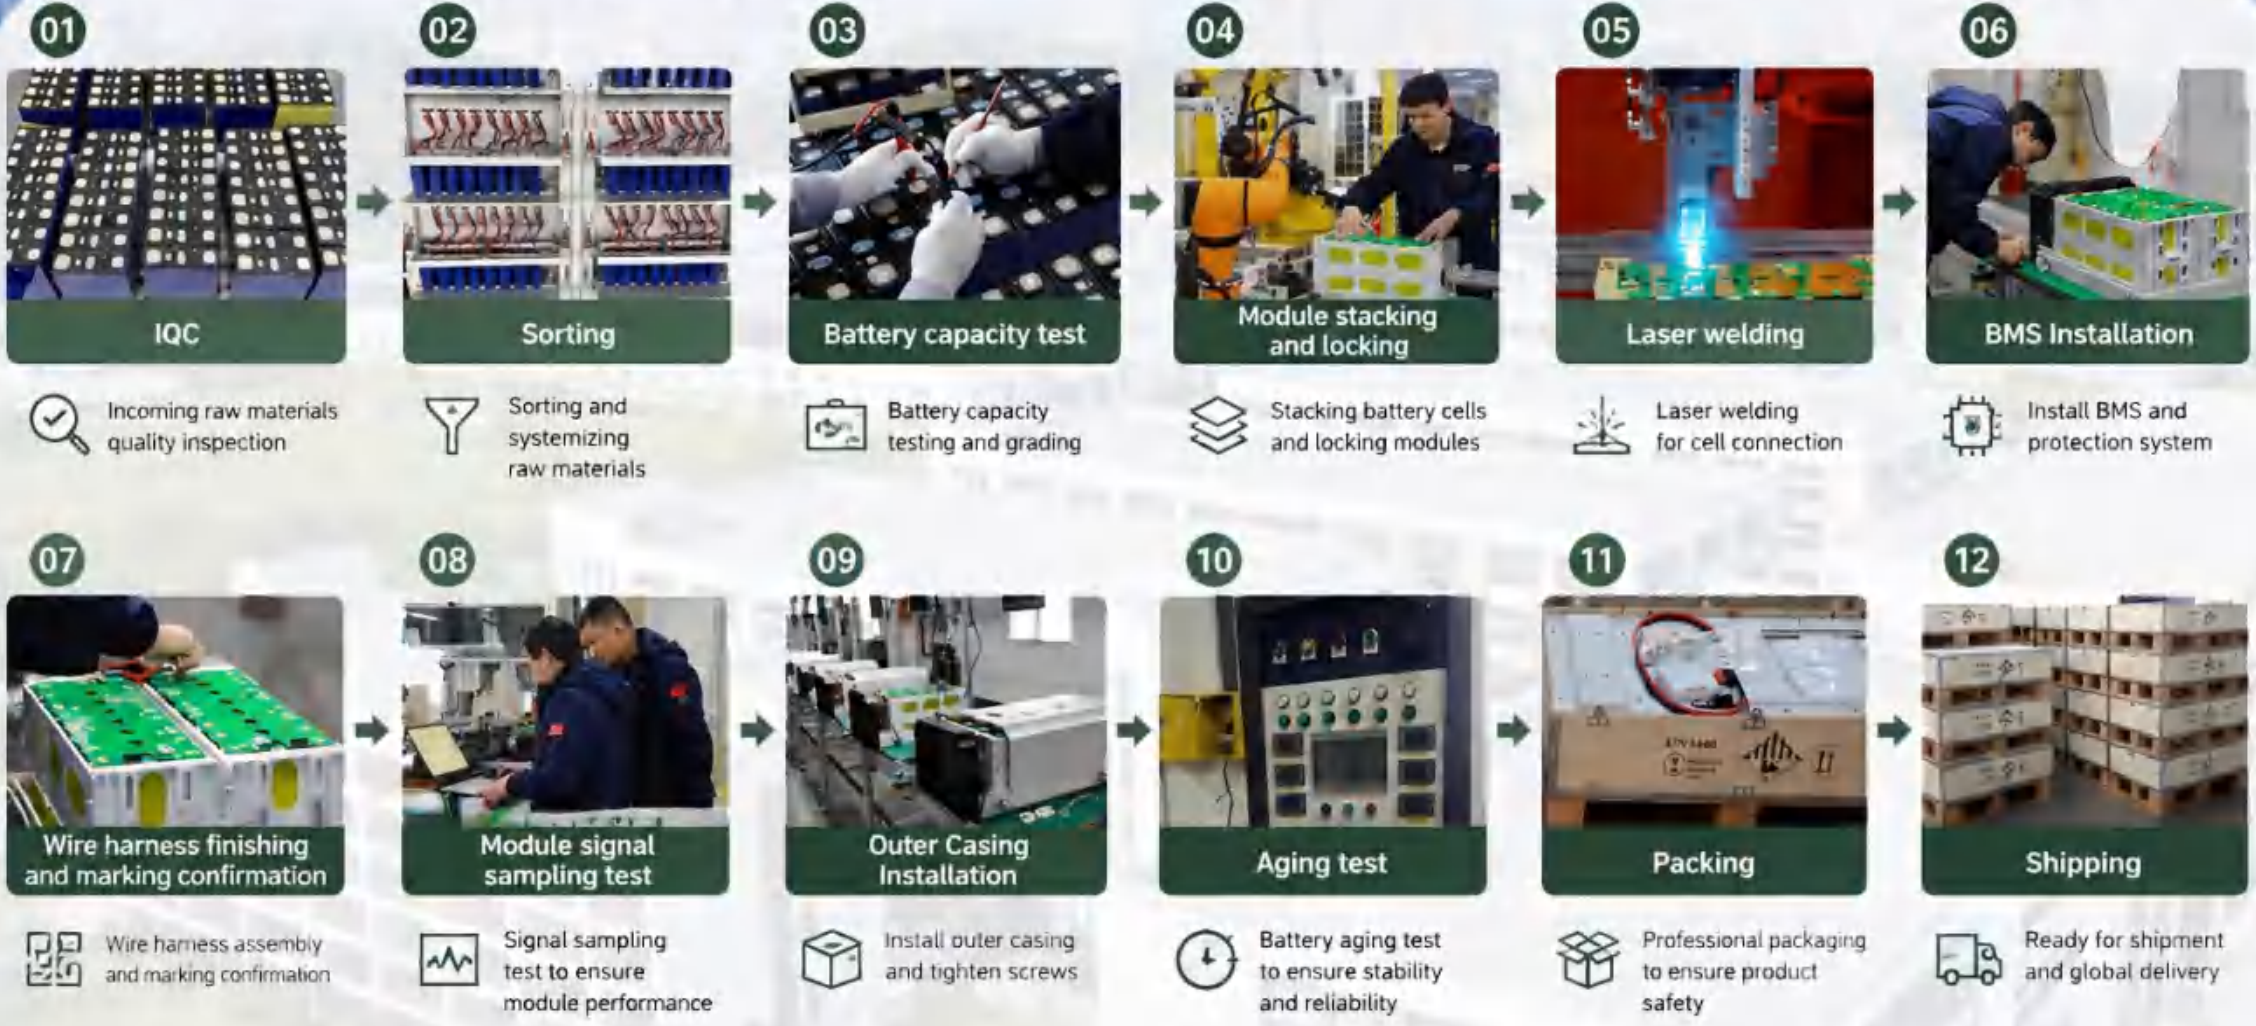 01
02
03
04
05
06
IQC
Sorting
Battery capacity test
Module stacking
and locking
Laser welding
BMS Installation
Incoming raw materials
quality inspection
Sorting and
systemizing
raw materials
Battery capacity
testing and grading
Stacking battery cells
and locking modules
Laser welding
for cell connection
Install BMS and
protection system
07
08
09
10
11
12
Wire harness finishing
and marking confirmation
Module signal
sampling test
Outer Casing
Installation
Aging test
Packing
Shipping
Wire harness assembly
and marking confirmation
Signal sampling
test to ensure
module performance
Install outer casing
and tighten screws
Battery aging test
to ensure stability
and reliability
Professional packaging
to ensure product
safety
Ready for shipment
and global delivery